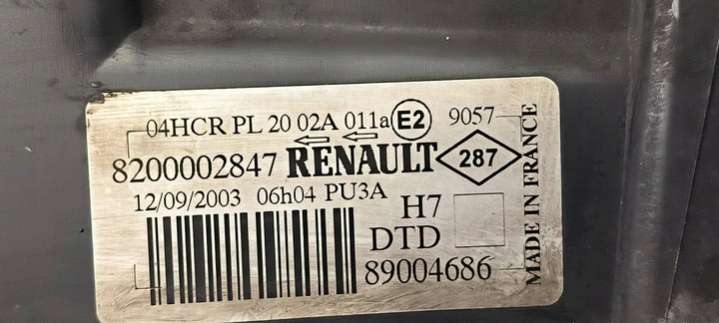 04HCR PL 20 02A 011a E2 9057
8200002847 RENAULT 287
12/09/2003 06h04 PU3A
H7
DTD
89004686
MADE IN FRANCE